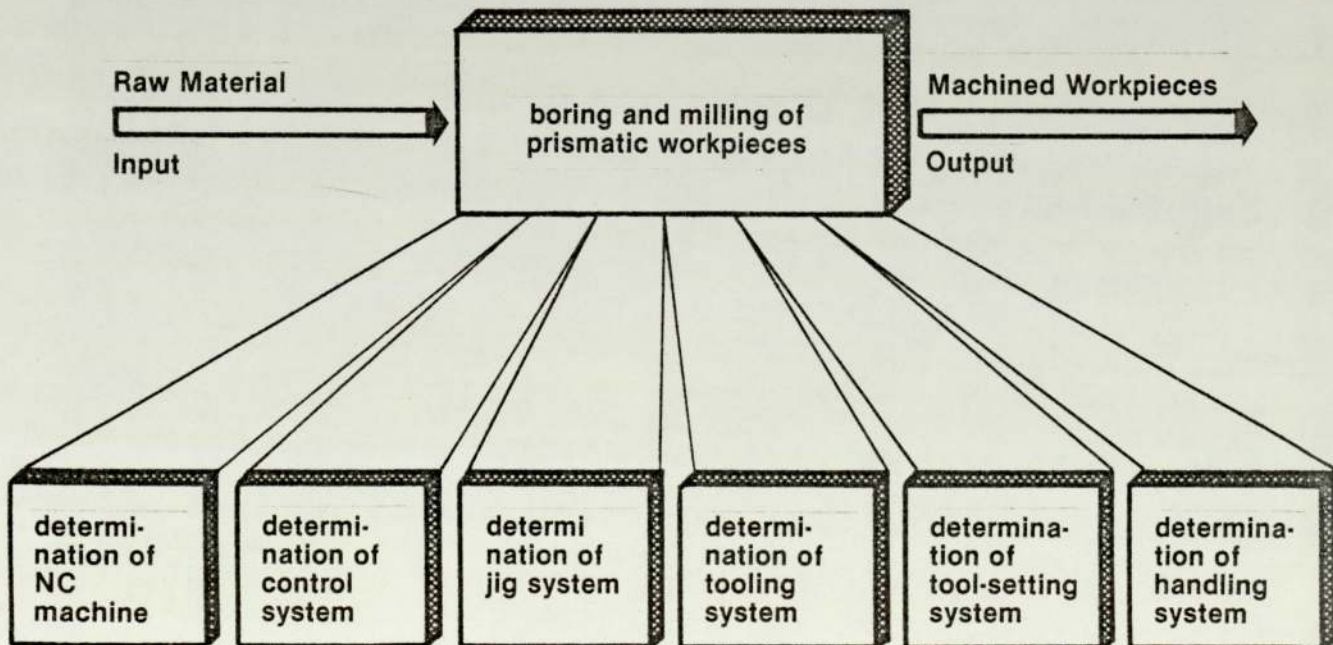 Raw Material
Input
boring and milling of
prismatic workpieces
Machined Workpieces
Output
determi-
nation of
NC
machine
determi-
nation of
control
system
determi
nation of
jig system
determi-
nation of
tooling
system
determina-
tion of
tool-setting
system
determina-
tion of
handling
system